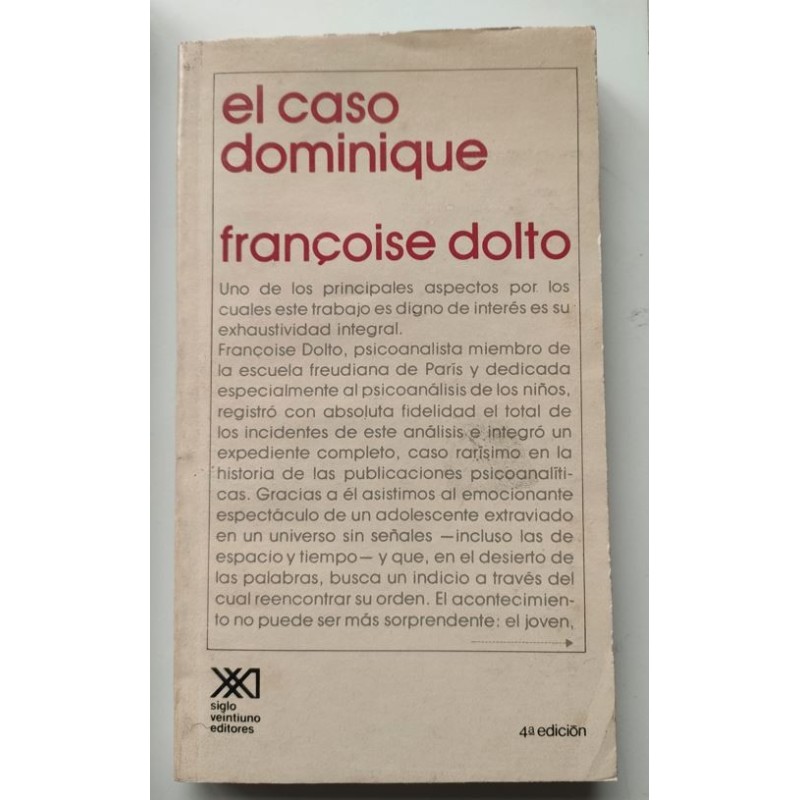 el caso
dominique
françoise dolto
Uno de los principales aspectos por los
cuales este trabajo es digno de interés es su
exhaustividad integral.
Françoise Dolto, psicoanalista miembro de
la escuela freudiana de París y dedicada
especialmente al psicoanálisis de los niños,
registró con absoluta fidelidad el total de
los incidentes de este análisis e integró un
expediente completo, caso rarísimo en la
historia de las publicaciones psicoanalíti-
cas. Gracias a él asistimos al emocionante
espectáculo de un adolescente extraviado
en un universo sin señales —incluso las de
espacio y tiempo— y que, en el desierto de
las palabras, busca un indicio a través del
cual reencontrar su orden. El acontecimien-
to no puede ser más sorprendente: el joven,
siglo
veintiuno
editores
4ª edición